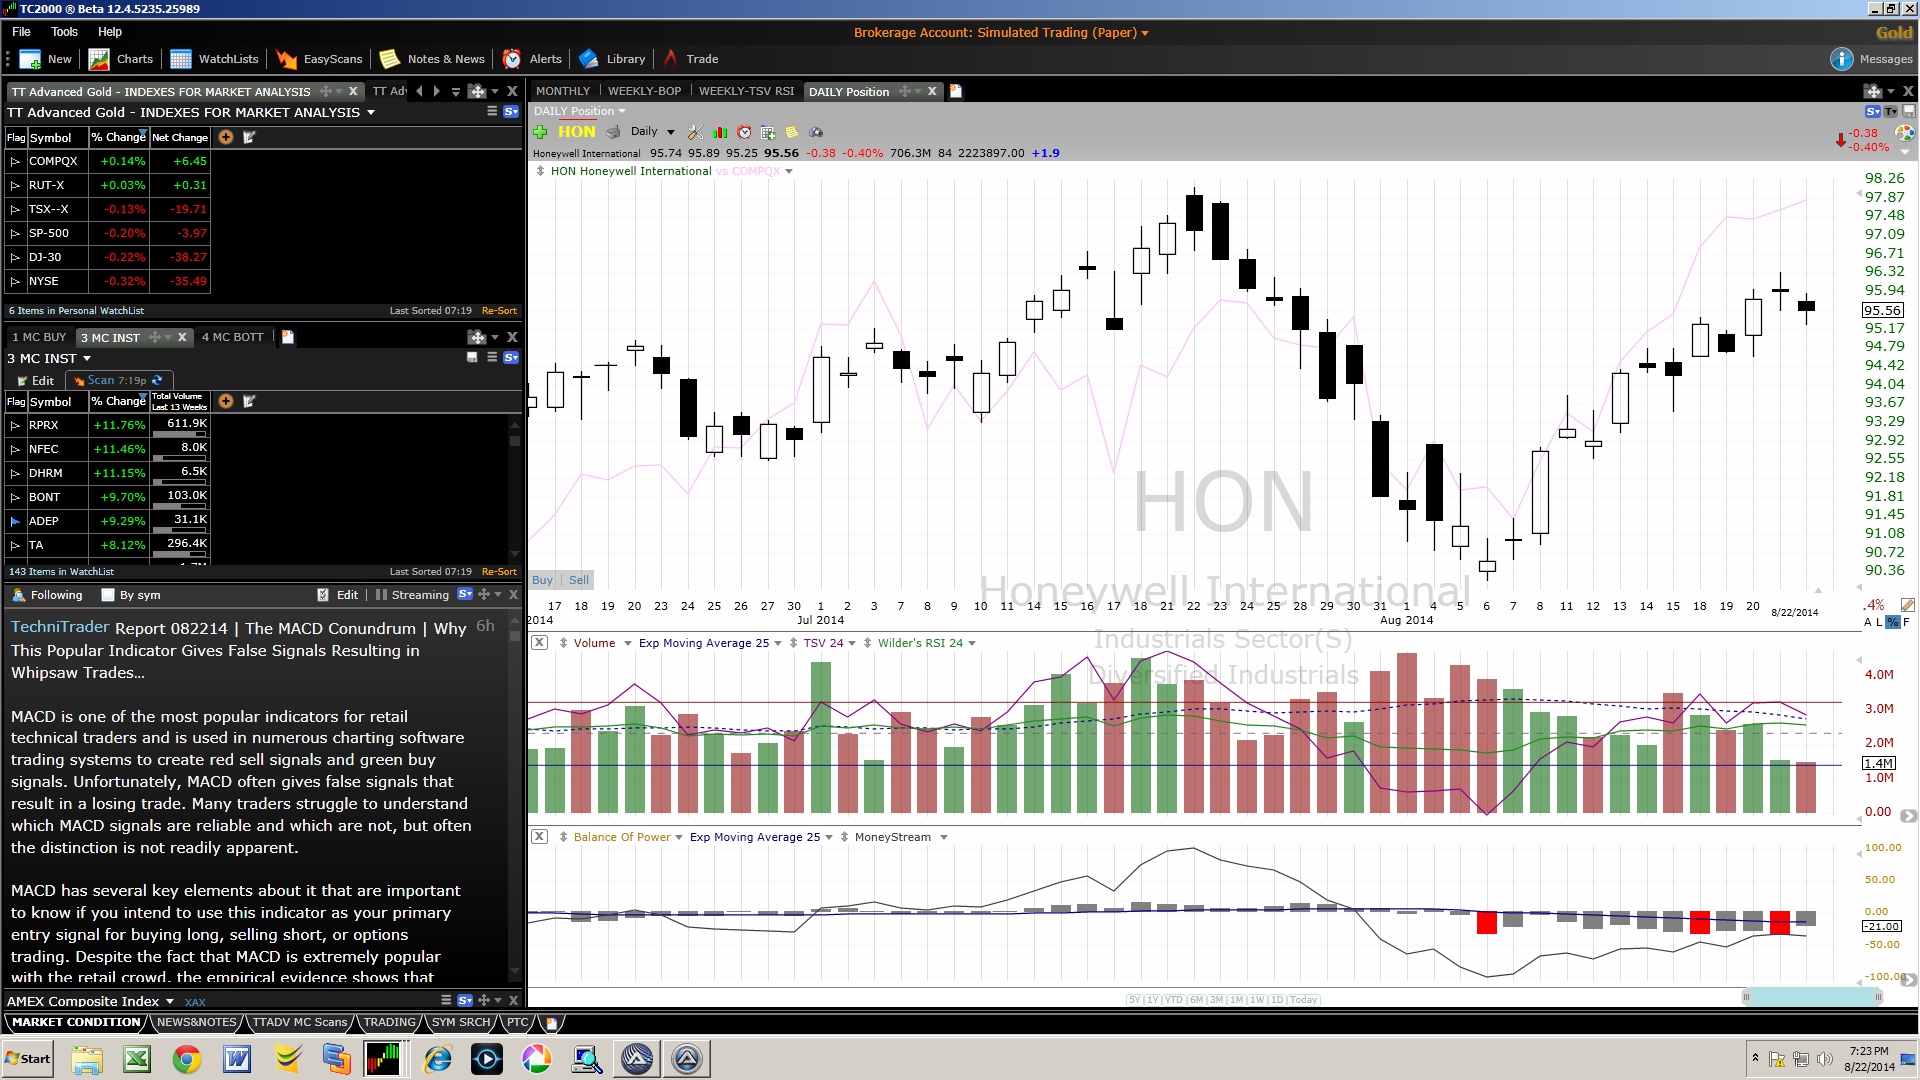 TC2000 ® Beta 12.4.5235.25989
File Tools Help
Brokerage Account: Simulated Trading (Paper)
Gold
New Charts WatchLists EasyScans Notes & News Alerts Library Trade
Messages
TT Advanced Gold - INDEXES FOR MARKET ANALYSIS X TT Adv
TT Advanced Gold - INDEXES FOR MARKET ANALYSIS
Flag Symbol % Change Net Change
COMPQX +0.14% +6.45
RUT-X +0.03% +0.31
TSX--X -0.13% -19.71
SP-500 -0.20% -3.97
DJ-30 -0.22% -38.27
NYSE -0.32% -35.49
6 Items in Personal WatchList Last Sorted 07:19 Re-Sort
1 MC BUY 3 MC INST X 4 MC BOTT
3 MC INST
Edit Scan 7:19p
Flag Symbol % Change Total Volume Last 13 Weeks
RPRX +11.76% 611.9K
NFEC +11.46% 8.0K
DHRM +11.15% 6.5K
BONT +9.70% 103.0K
ADEP +9.29% 31.1K
TA +8.12% 296.4K
143 Items in WatchList Last Sorted 07:19 Re-Sort
Following By sym Edit Streaming
TechniTrader Report 082214 | The MACD Conundrum | Why 6h
This Popular Indicator Gives False Signals Resulting in
Whipsaw Trades...
MACD is one of the most popular indicators for retail
technical traders and is used in numerous charting software
trading systems to create red sell signals and green buy
signals. Unfortunately, MACD often gives false signals that
result in a losing trade. Many traders struggle to understand
which MACD signals are reliable and which are not, but often
the distinction is not readily apparent.
MACD has several key elements about it that are important
to know if you intend to use this indicator as your primary
entry signal for buying long, selling short, or options
trading. Despite the fact that MACD is extremely popular
with the retail crowd, the empirical evidence shows that
AMEX Composite Index XAX
MARKET CONDITION NEWS&NOTES TTADV MC Scans TRADING SYM SRCH PTC
MONTHLY WEEKLY-BOP WEEKLY-TSV RSI DAILY Position X
DAILY Position
HON Daily
Honeywell International 95.74 95.89 95.25 95.56 -0.38 -0.40% 706.3M 84 2223897.00 +1.9
-0.38
-0.40%
HON Honeywell International vs COMPQX
98.26
97.87
97.48
97.09
96.71
96.32
95.94
95.56
95.17
94.79
94.42
94.04
93.67
93.29
92.92
92.55
92.18
91.81
91.45
91.08
90.72
90.36
HON
Honeywell International
Industrials Sector(S)
Diversified Industrials
Buy Sell
17 18 19 20 23 24 25 26 27 30 1 2 3 7 8 9 10 11 14 15 16 17 18 21 22 23 24 25 28 29 30 31 1 4 5 6 7 8 11 12 13 14 15 18 19 20 8/22/2014
2014 Jul 2014 Aug 2014
.4%
A L % F
X Volume Exp Moving Average 25 TSV 24 Wilder's RSI 24
4.0M
3.0M
2.0M
1.4M
1.0M
0.00
X Balance Of Power Exp Moving Average 25 MoneyStream
100.00
50.00
0.00
-21.00
-50.00
-100.00
5Y | 1Y | YTD | 6M | 3M | 1M | 1W | 1D | Today
Start
7:23 PM
8/22/2014